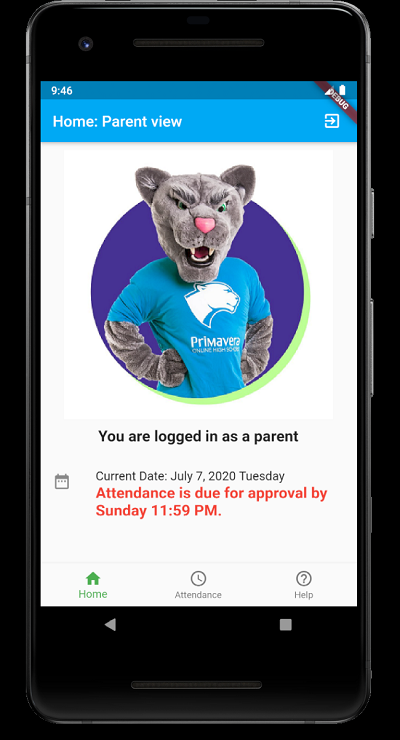 9:46
DEBUG
Home: Parent view
PriMavera
ONLINE HIGH SCHOOL
You are logged in as a parent
Current Date: July 7, 2020 Tuesday
Attendance is due for approval by
Sunday 11:59 PM.
Home
Attendance
Help